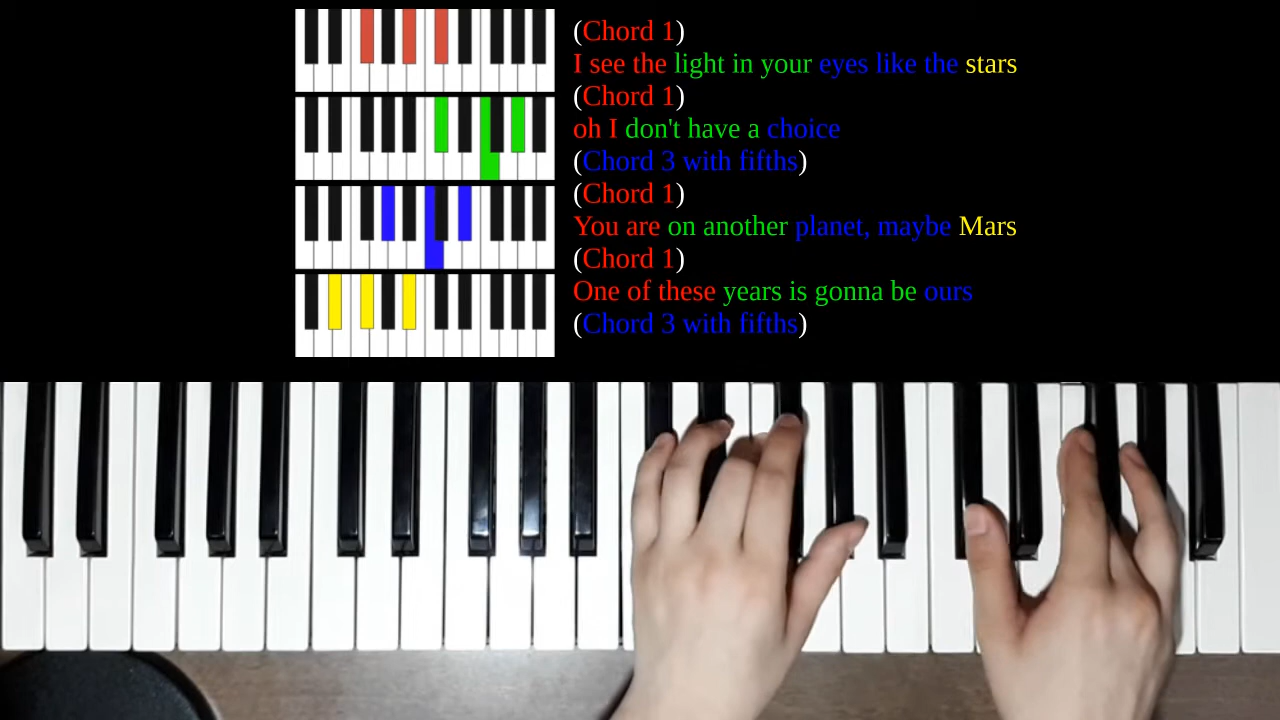 (Chord 1)
I see the light in your eyes like the stars
(Chord 1)
oh I don't have a choice
(Chord 3 with fifths)
(Chord 1)
You are on another planet, maybe Mars
(Chord 1)
One of these years is gonna be ours
(Chord 3 with fifths)